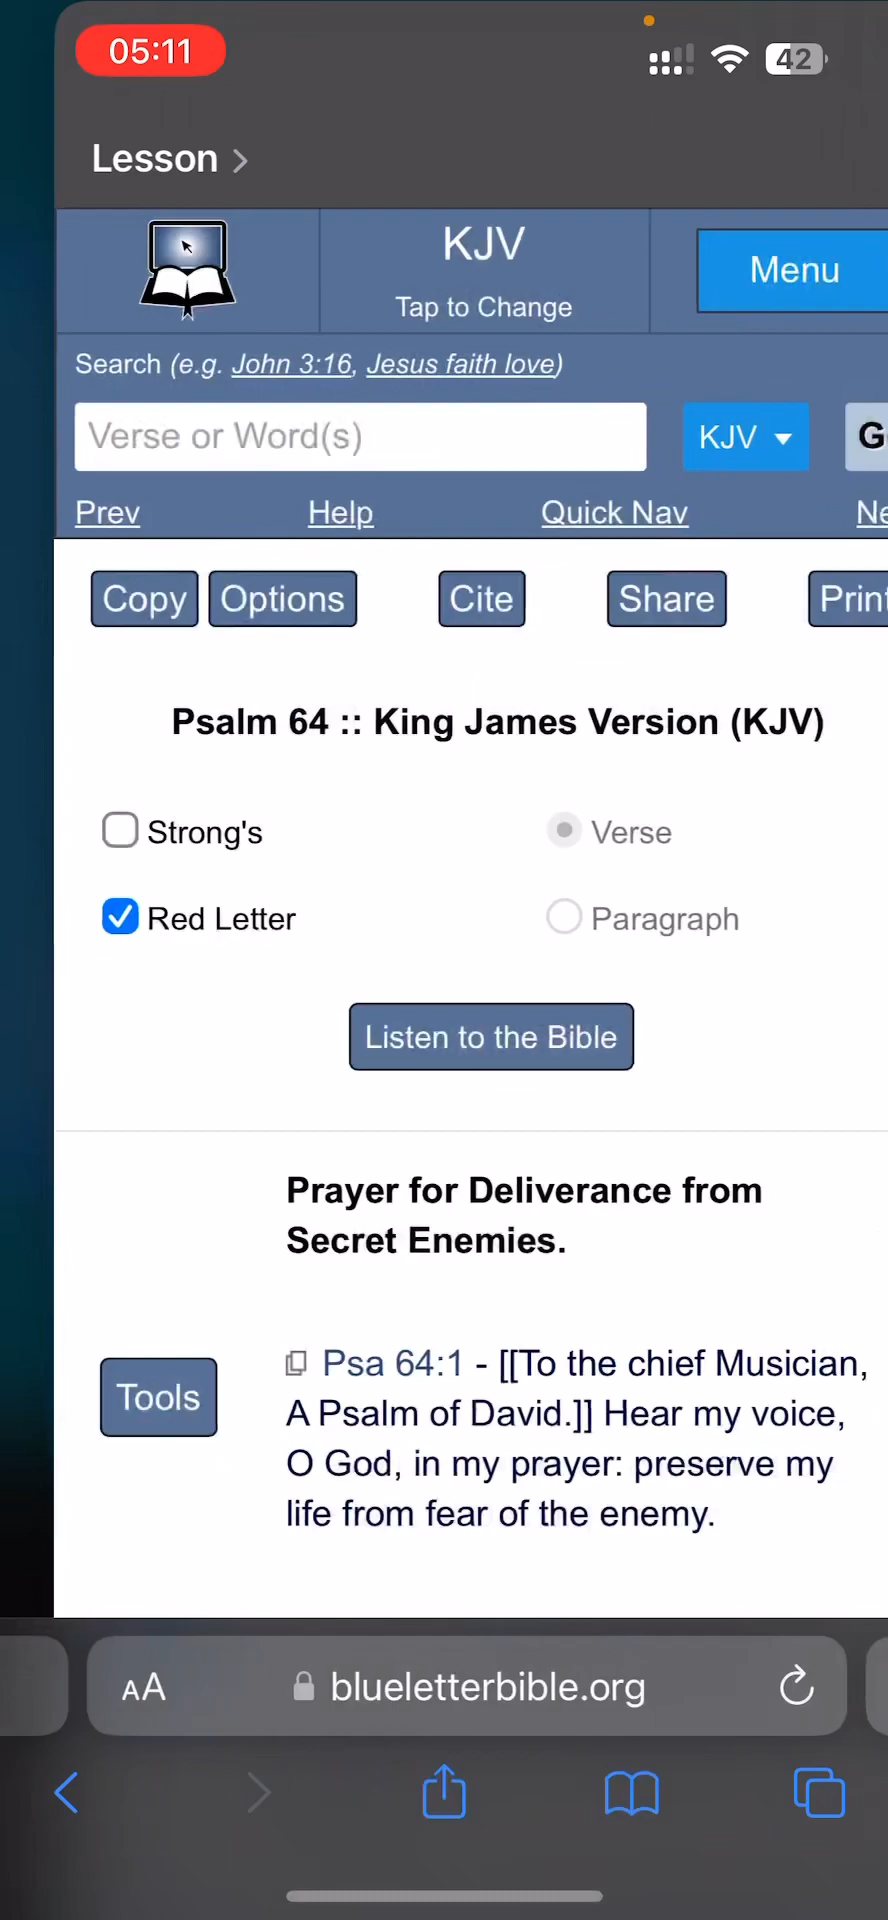 05:11
42
Lesson >
KJV
Tap to Change
Menu
Search (e.g. John 3:16, Jesus faith love)
Verse or Word(s)
KJV
Prev Help Quick Nav
Copy Options Cite Share Print
Psalm 64 :: King James Version (KJV)
Strong's Verse
Red Letter Paragraph
Listen to the Bible
Prayer for Deliverance from
Secret Enemies.
Tools
Psa 64:1 - [[To the chief Musician,
A Psalm of David.]] Hear my voice,
O God, in my prayer: preserve my
life from fear of the enemy.
AA blueletterbible.org